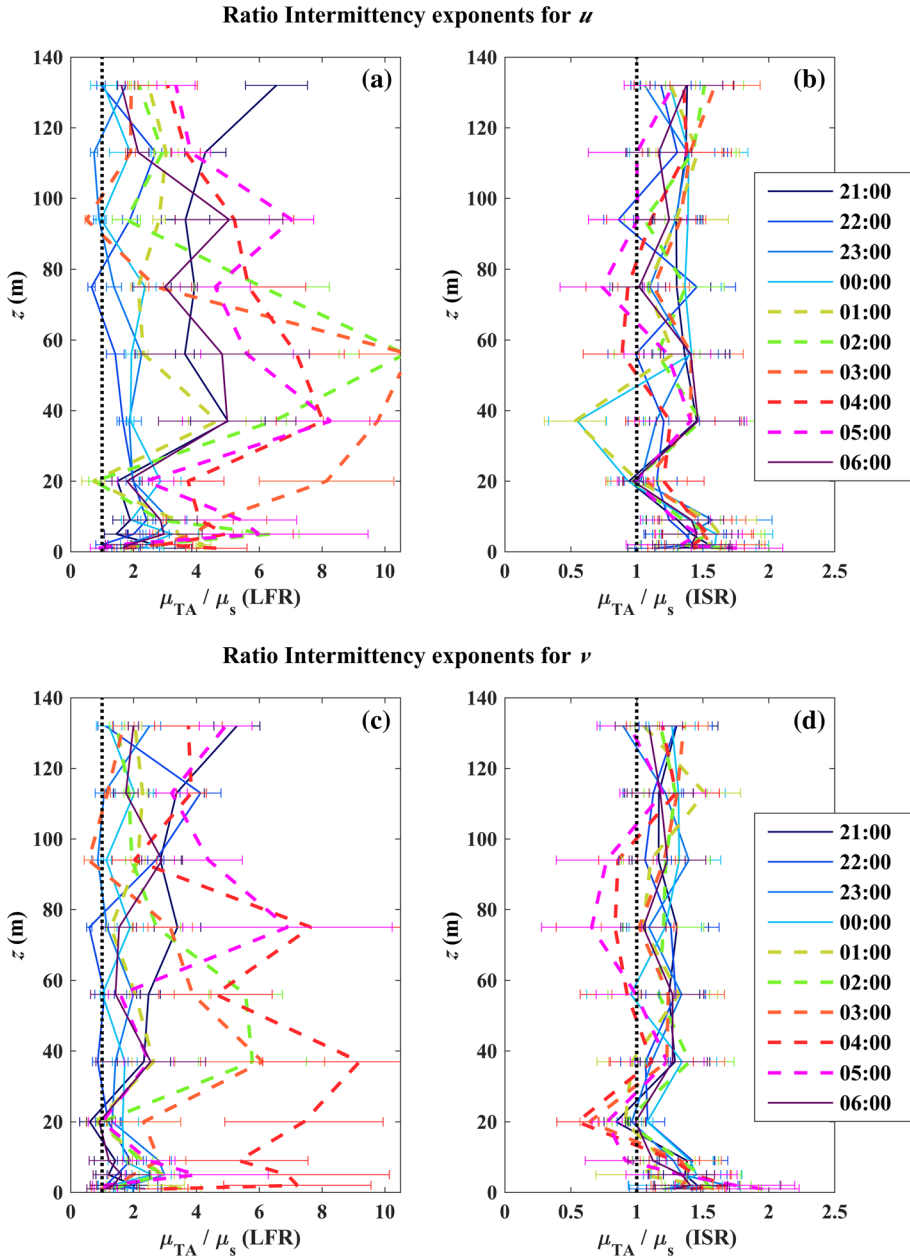 Ratio Intermittency exponents for u
(a)
(b)
140
120
100
80
60
40
20
0
z (m)
0 2 4 6 8 10
μTA / μs (LFR)
140
120
100
80
60
40
20
0
z (m)
0 0.5 1 1.5 2 2.5
μTA / μs (ISR)
21:00
22:00
23:00
00:00
01:00
02:00
03:00
04:00
05:00
06:00
Ratio Intermittency exponents for v
(c)
(d)
140
120
100
80
60
40
20
0
z (m)
0 2 4 6 8 10
μTA / μs (LFR)
140
120
100
80
60
40
20
0
z (m)
0 0.5 1 1.5 2 2.5
μTA / μs (ISR)
21:00
22:00
23:00
00:00
01:00
02:00
03:00
04:00
05:00
06:00